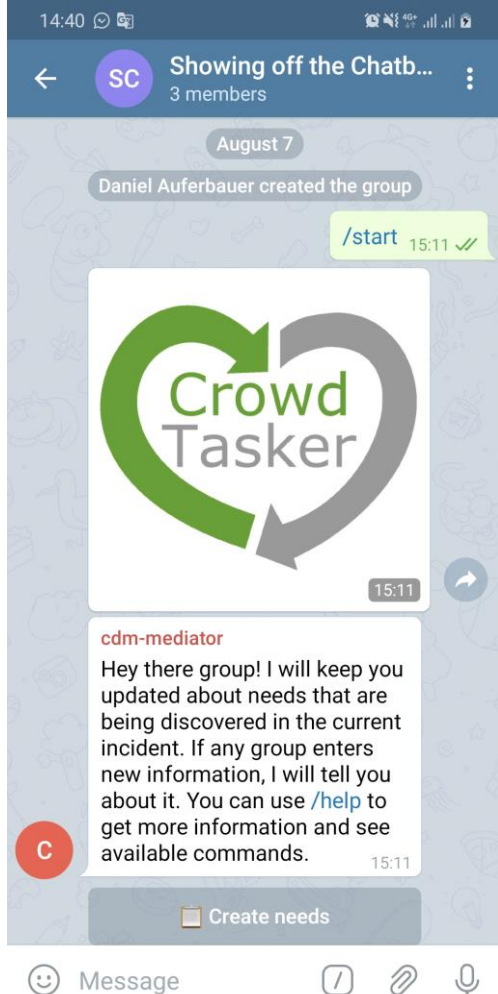 14:40
4G+
SC
Showing off the Chatb...
3 members
August 7
Daniel Auferbauer created the group
/start 15:11
Crowd
Tasker
15:11
cdm-mediator
Hey there group! I will keep you
updated about needs that are
being discovered in the current
incident. If any group enters
new information, I will tell you
about it. You can use /help to
get more information and see
available commands.
15:11
C
Create needs
Message